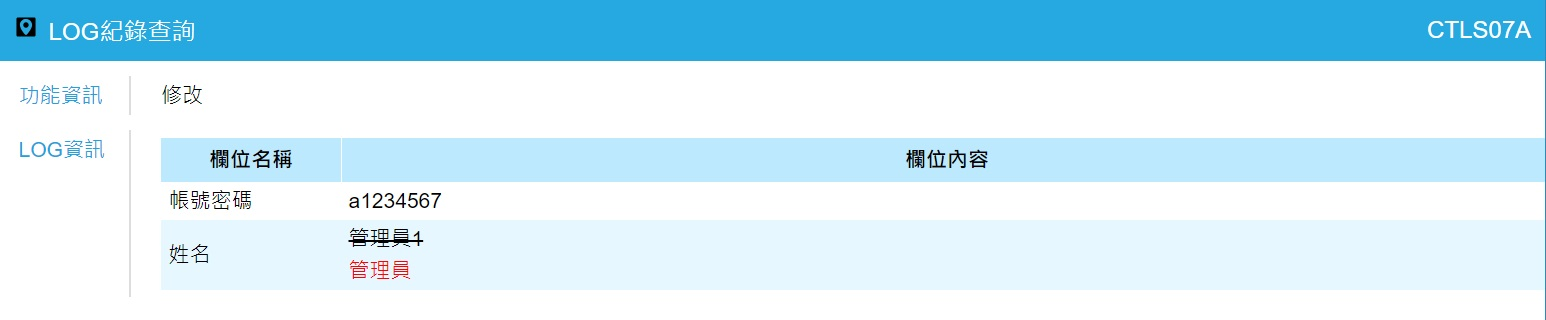 LOG紀錄查詢
CTLS07A
功能資訊
修改
LOG資訊
欄位名稱
欄位內容
帳號密碼
a1234567
姓名
管理員1
管理員